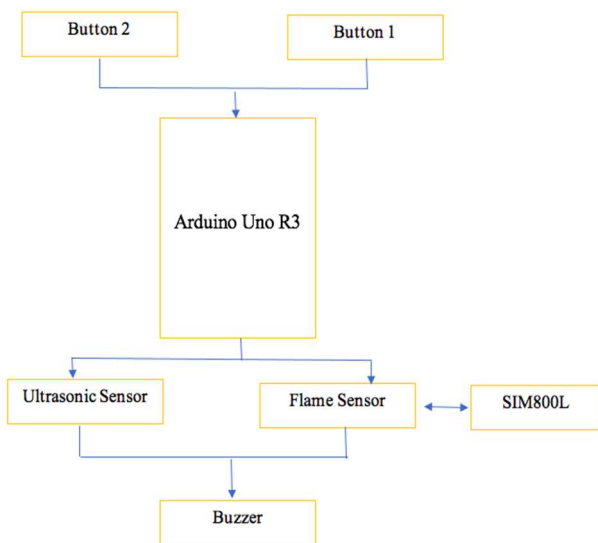 Button 2
Button 1
Arduino Uno R3
Ultrasonic Sensor
Flame Sensor
SIM800L
Buzzer